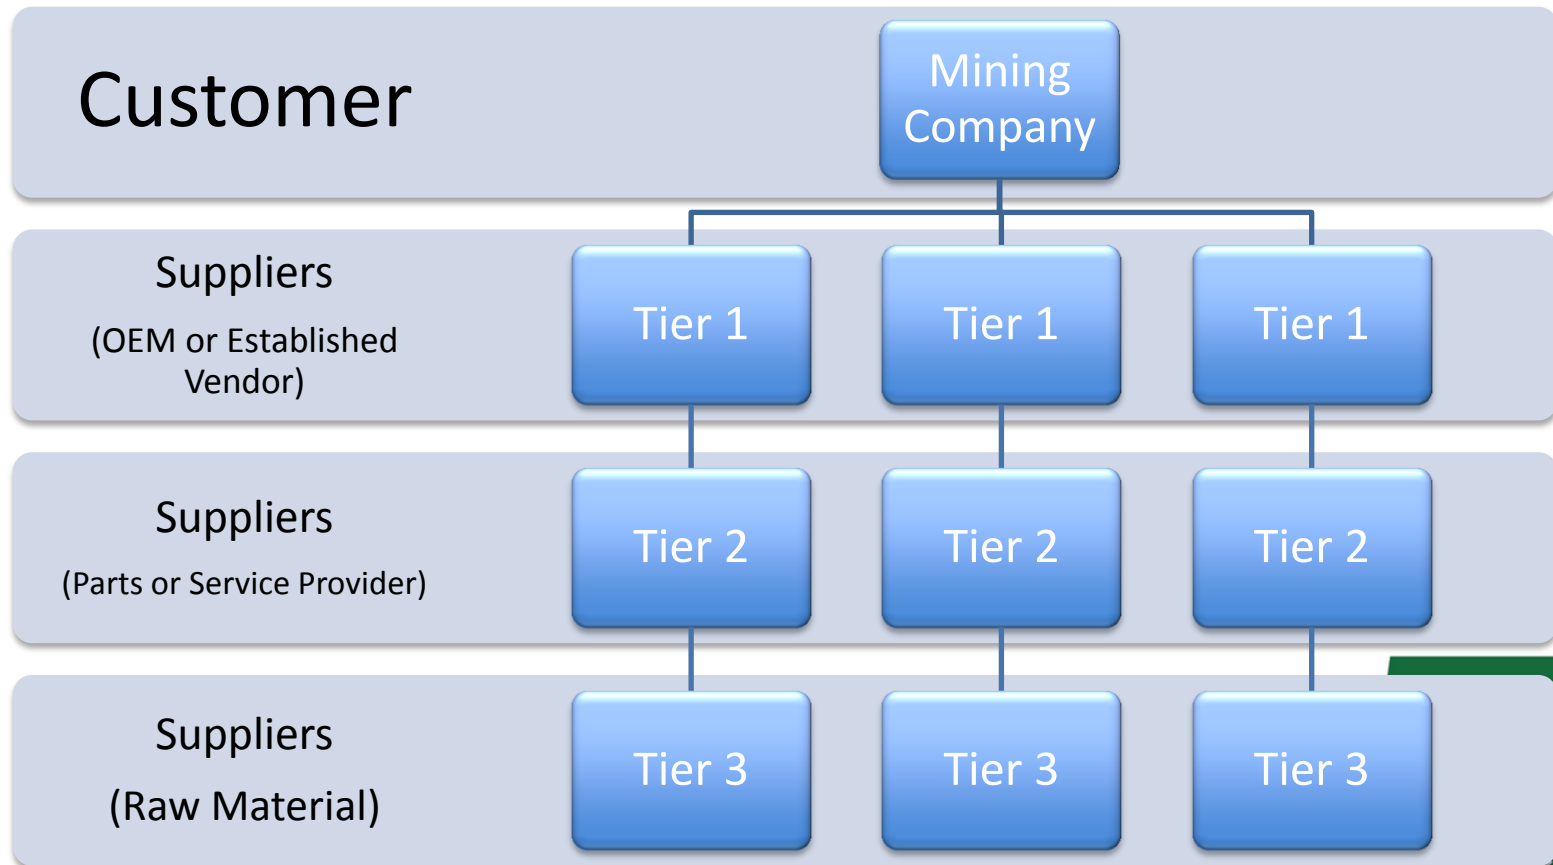 Customer
Mining
Company
Suppliers
(OEM or Established
Vendor)
Tier 1
Tier 1
Tier 1
Suppliers
(Parts or Service Provider)
Tier 2
Tier 2
Tier 2
Suppliers
(Raw Material)
Tier 3
Tier 3
Tier 3